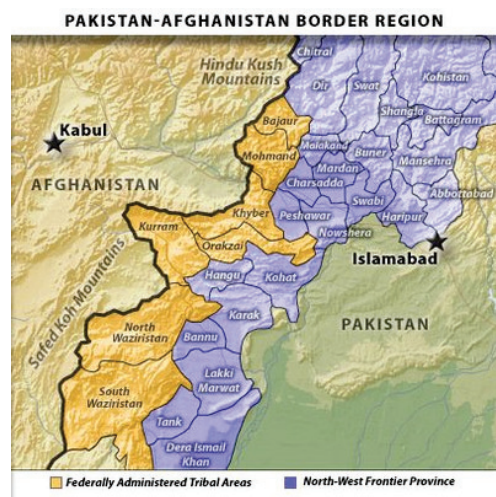 PAKISTAN-AFGHANISTAN BORDER REGION
Chitral
Hindu Kush
Mountains
Dir
Swat
Kohistan
Shangla
Battagram
Bajaur
Kabul
Mohmand
Malakand
Buner
Mansehra
Mardan
AFGHANISTAN
Charsadda
Abbottabad
Swabi
Khyber
Peshawar
Haripur
Kurram
Nowshera
Orakzai
Islamabad
Safed Koh Mountains
Hangu
Kohat
Karak
PAKISTAN
North
Waziristan
Bannu
Lakki
Marwat
South
Waziristan
Tank
Dera Ismail
Khan
Federally Administered Tribal Areas
North-West Frontier Province